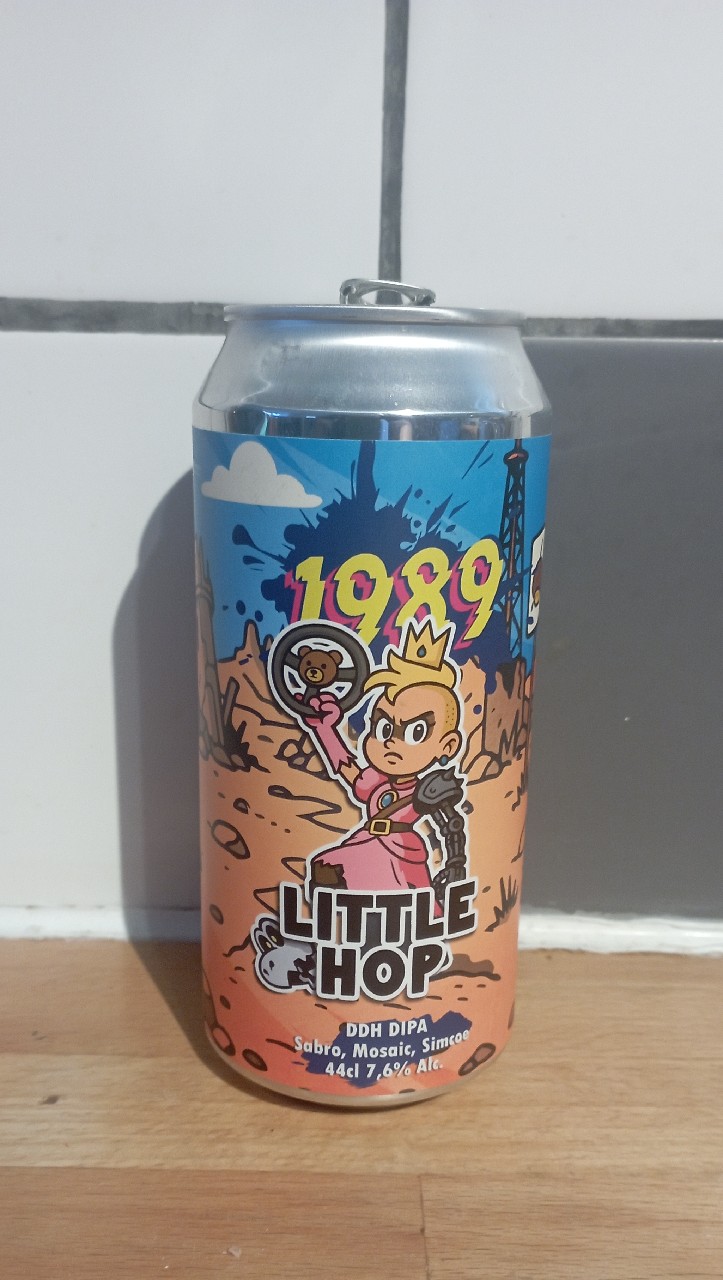 1989
LITTLE
HOP
DDH DIPA
Sabro, Mosaic, Simcoe
44cl 7,6% Alc.